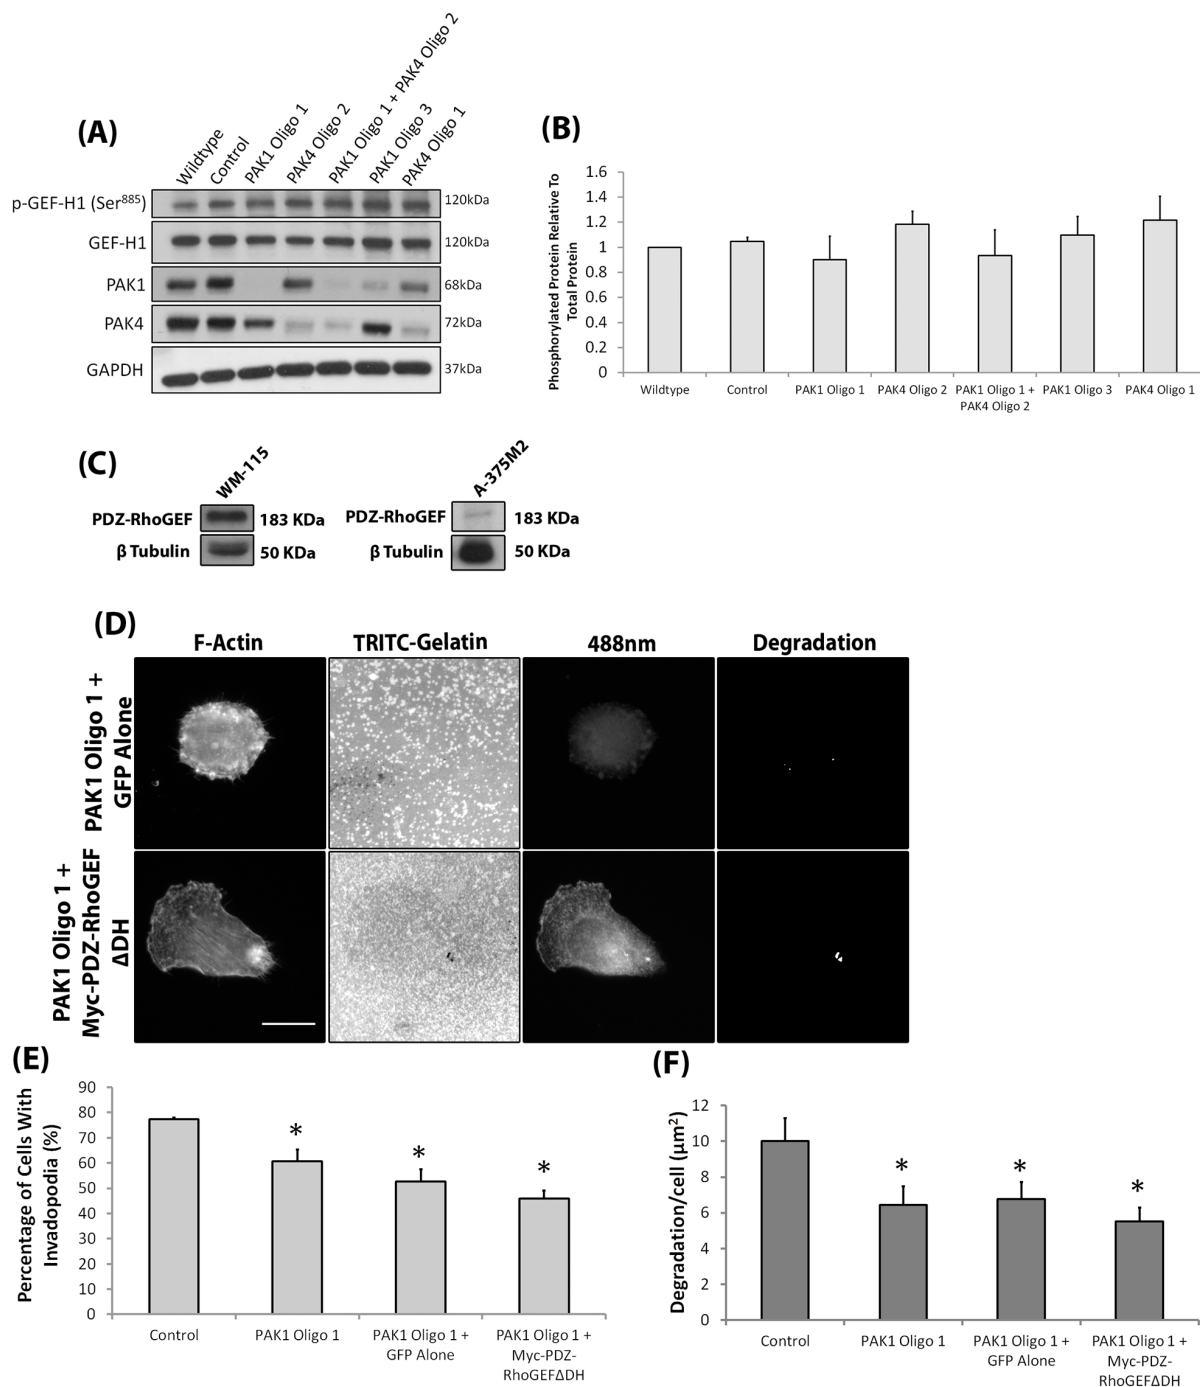 (A)
Wildtype
Control
PAK1 Oligo 1
PAK4 Oligo 2
PAK1 Oligo 1 + PAK4 Oligo 2
PAK1 Oligo 3
PAK4 Oligo 1
p-GEF-H1 (Ser⁸⁸⁵) 120kDa
GEF-H1 120kDa
PAK1 68kDa
PAK4 72kDa
GAPDH 37kDa
(B)
Phosphorylated Protein Relative To
Total Protein
1.6
1.4
1.2
1
0.8
0.6
0.4
0.2
0
Wildtype Control PAK1 Oligo 1 PAK4 Oligo 2 PAK1 Oligo 1 + PAK1 Oligo 3 PAK4 Oligo 1
PAK4 Oligo 2
(C)
WM-115
PDZ-RhoGEF 183 KDa
β Tubulin 50 KDa
A-375M2
PDZ-RhoGEF 183 KDa
β Tubulin 50 KDa
(D)
F-Actin TRITC-Gelatin 488nm Degradation
PAK1 Oligo 1 +
GFP Alone
PAK1 Oligo 1 +
Myc-PDZ-RhoGEF
ΔDH
(E)
Percentage of Cells With
Invadopodia (%)
90
80
70
60
50
40
30
20
10
0
* * *
Control PAK1 Oligo 1 PAK1 Oligo 1 + PAK1 Oligo 1 +
GFP Alone Myc-PDZ-
RhoGEFΔDH
(F)
Degradation/cell (μm²)
12
10
8
6
4
2
0
* * *
Control PAK1 Oligo 1 PAK1 Oligo 1 + PAK1 Oligo 1 +
GFP Alone Myc-PDZ-
RhoGEFΔDH